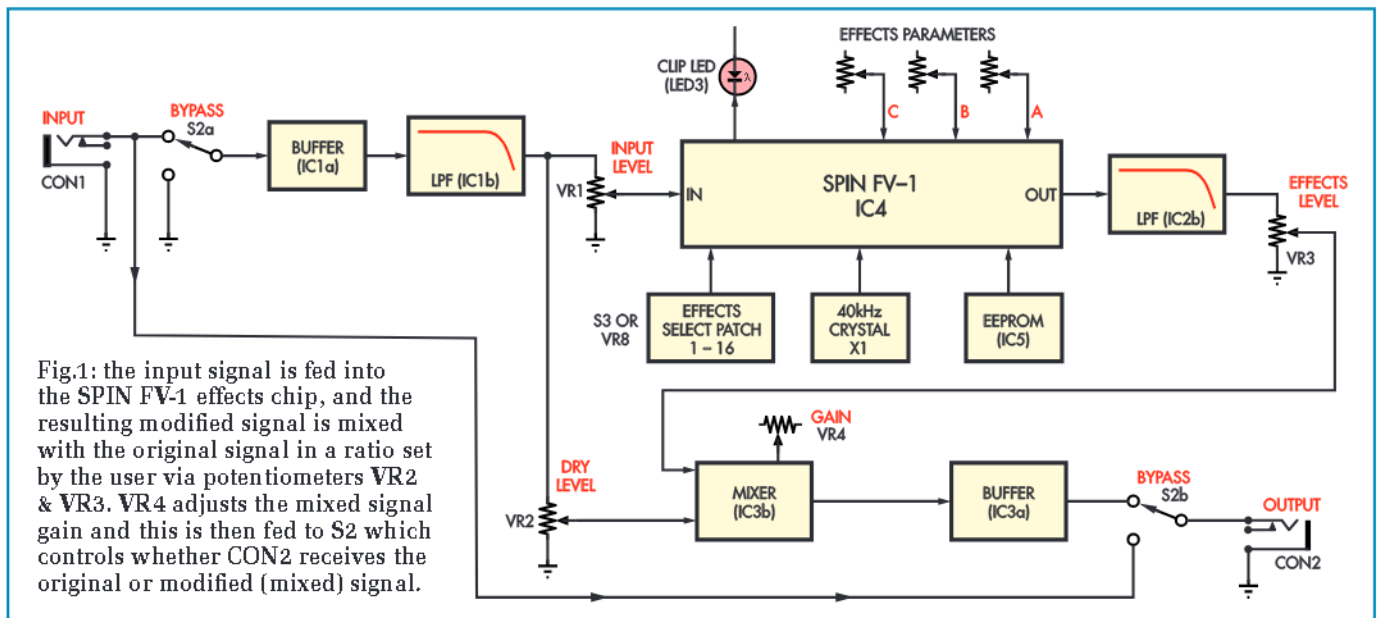 EFFECTS PARAMETERS
CLIP LED
(LED3)
λ
C
B
A
INPUT
CON1
BYPASS
S2a
BUFFER
(IC1a)
LPF (IC1b)
INPUT
LEVEL
VR1
IN
SPIN FV–1
IC4
OUT
LPF (IC2b)
EFFECTS
LEVEL
VR3
S3 OR
VR8
EFFECTS
SELECT PATCH
1 – 16
40kHz
CRYSTAL
X1
EEPROM
(IC5)
Fig.1: the input signal is fed into
the SPIN FV-1 effects chip, and the
resulting modified signal is mixed
with the original signal in a ratio set
by the user via potentiometers VR2
& VR3. VR4 adjusts the mixed signal
gain and this is then fed to S2 which
controls whether CON2 receives the
original or modified (mixed) signal.
GAIN
VR4
DRY
LEVEL
VR2
MIXER
(IC3b)
BUFFER
(IC3a)
BYPASS
S2b
OUTPUT
CON2